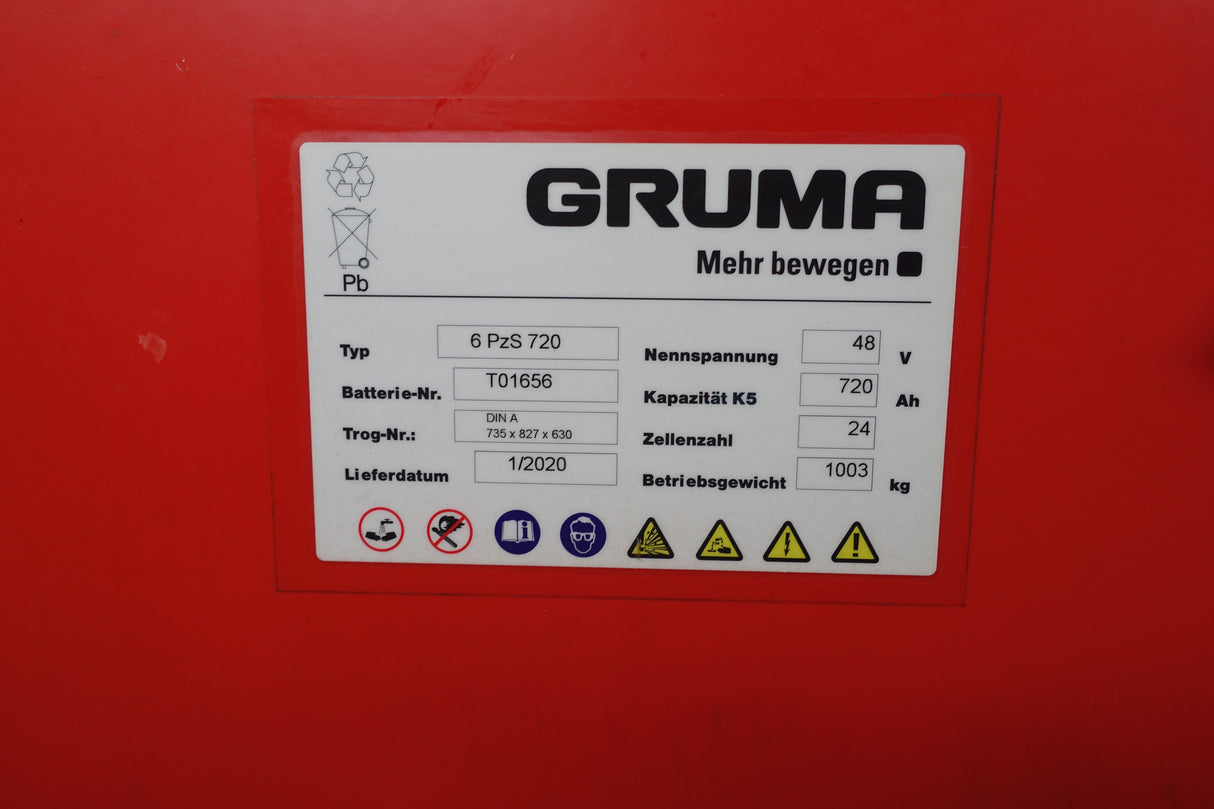 GRUMA
Mehr bewegen
Pb
Typ 6 PzS 720 Nennspannung 48 V
Batterie-Nr. T01656 Kapazität K5 720 Ah
Trog-Nr.: DIN A
735 x 827 x 630 Zellenzahl 24
Lieferdatum 1/2020 Betriebsgewicht 1003 kg